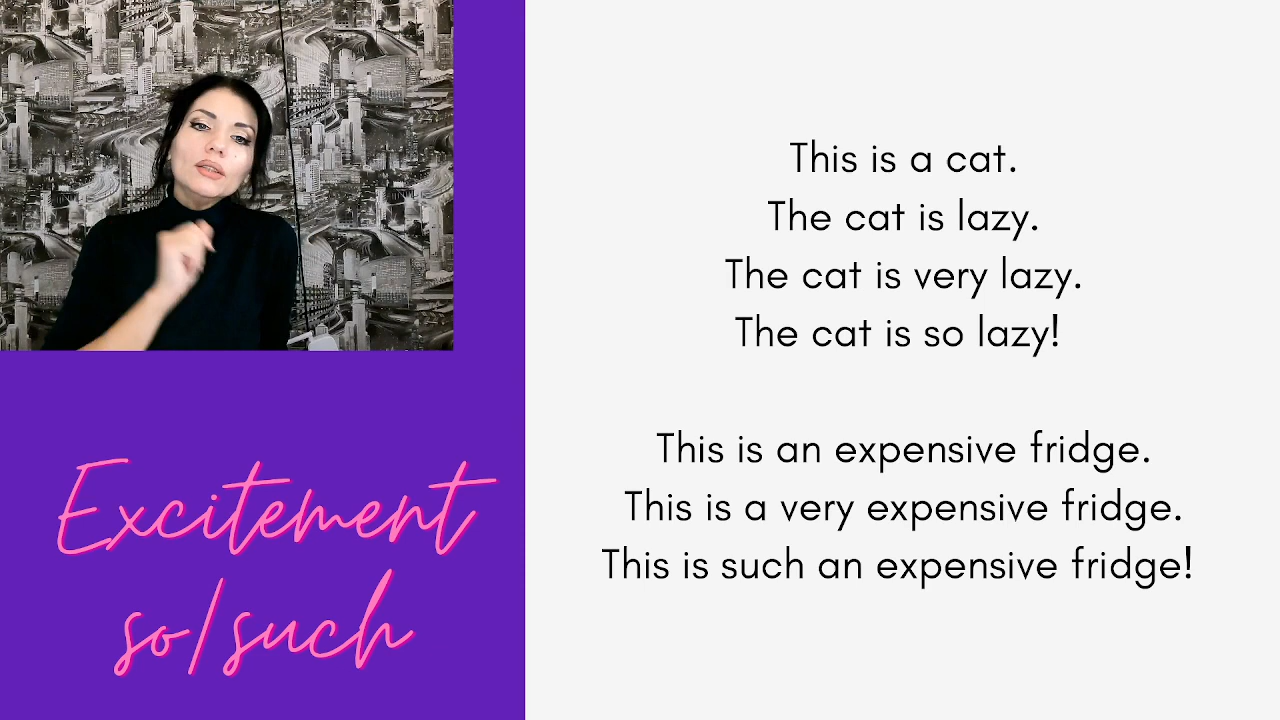 This is a cat.
The cat is lazy.
The cat is very lazy.
The cat is so lazy!
This is an expensive fridge.
This is a very expensive fridge.
This is such an expensive fridge!
Excitement
so/such